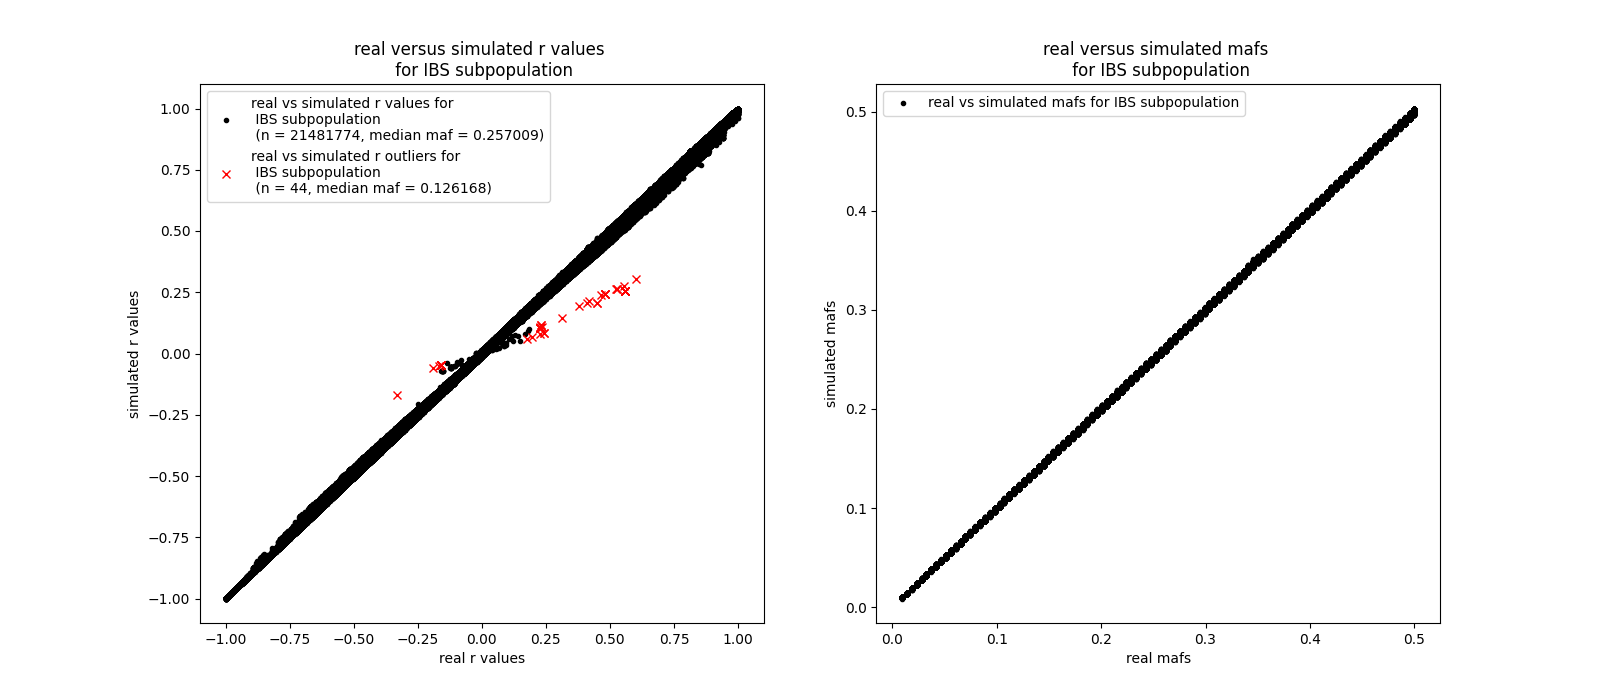 real versus simulated r values
for IBS subpopulation
real vs simulated r values for
IBS subpopulation
(n = 21481774, median maf = 0.257009)
real vs simulated r outliers for
IBS subpopulation
(n = 44, median maf = 0.126168)
1.00
0.75
0.50
0.25
0.00
−0.25
−0.50
−0.75
−1.00
simulated r values
−1.00 −0.75 −0.50 −0.25 0.00 0.25 0.50 0.75 1.00
real r values
real versus simulated mafs
for IBS subpopulation
real vs simulated mafs for IBS subpopulation
0.5
0.4
0.3
0.2
0.1
0.0
simulated mafs
0.0 0.1 0.2 0.3 0.4 0.5
real mafs